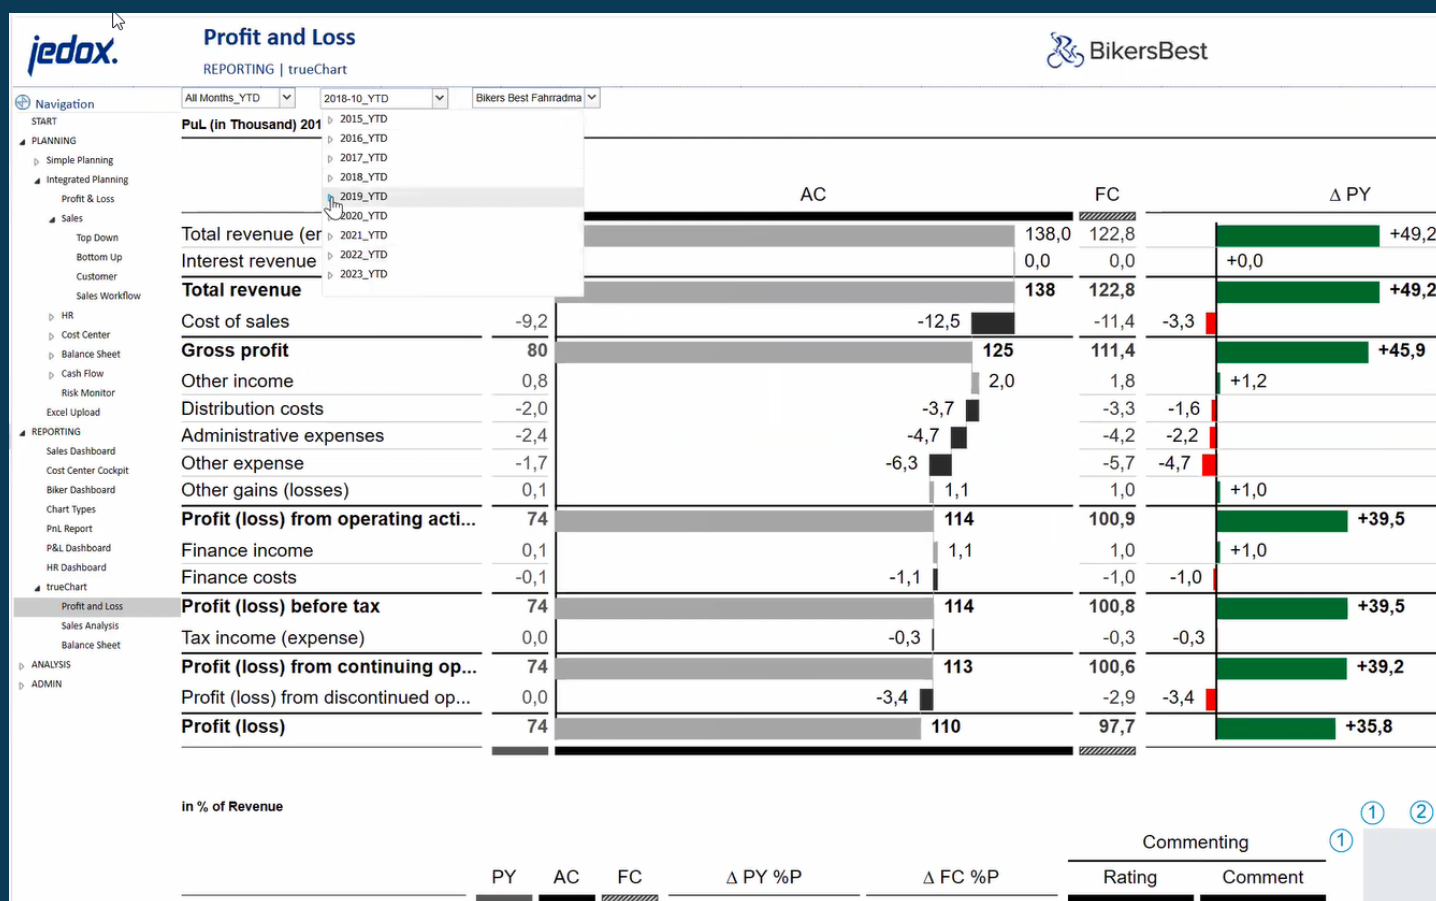 jedox.
Profit and Loss
REPORTING | trueChart
BikersBest
Navigation
START
PLANNING
Simple Planning
Integrated Planning
Profit & Loss
Sales
Top Down
Bottom Up
Customer
Sales Workflow
HR
Cost Center
Balance Sheet
Cash Flow
Risk Monitor
Excel Upload
REPORTING
Sales Dashboard
Cost Center Cockpit
Biker Dashboard
Chart Types
PnL Report
P&L Dashboard
HR Dashboard
trueChart
Profit and Loss
Sales Analysis
Balance Sheet
ANALYSIS
ADMIN
All Months_YTD 2018-10_YTD Bikers Best Fahrradma
PuL (in Thousand) 201
2015_YTD
2016_YTD
2017_YTD
2018_YTD
2019_YTD
2020_YTD
2021_YTD
2022_YTD
2023_YTD
AC FC Δ PY
Total revenue (er 138,0 122,8 +49,2
Interest revenue 0,0 0,0 +0,0
Total revenue 138 122,8 +49,2
Cost of sales -9,2 -12,5 -11,4 -3,3
Gross profit 80 125 111,4 +45,9
Other income 0,8 2,0 1,8 +1,2
Distribution costs -2,0 -3,7 -3,3 -1,6
Administrative expenses -2,4 -4,7 -4,2 -2,2
Other expense -1,7 -6,3 -5,7 -4,7
Other gains (losses) 0,1 1,1 1,0 +1,0
Profit (loss) from operating acti... 74 114 100,9 +39,5
Finance income 0,1 1,1 1,0 +1,0
Finance costs -0,1 -1,1 -1,0 -1,0
Profit (loss) before tax 74 114 100,8 +39,5
Tax income (expense) 0,0 -0,3 -0,3 -0,3
Profit (loss) from continuing op... 74 113 100,6 +39,2
Profit (loss) from discontinued op... 0,0 -3,4 -2,9 -3,4
Profit (loss) 74 110 97,7 +35,8
in % of Revenue
1 2
Commenting 1
PY AC FC Δ PY %P Δ FC %P Rating Comment